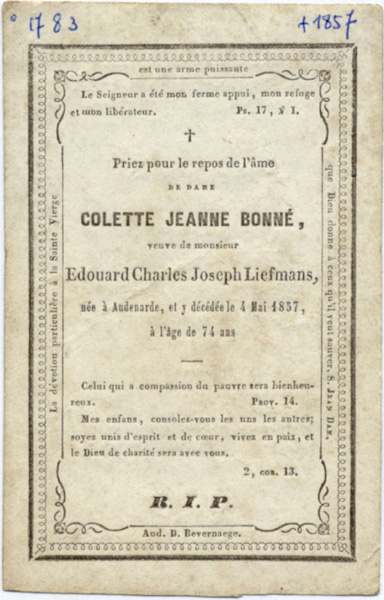 ° 1783
+1857
La dévotion particulière à la Sainte Vierge
est une arme puissante
que Dieu donne à ceux qu'il veut sauver. S. Jean Dam.
Le Seigneur a été mon ferme appui, mon refuge
et mon libérateur. Ps. 17, ℣ 1.
✝
Priez pour le repos de l'âme
DE DAME
COLETTE JEANNE BONNÉ,
veuve de monsieur
Edouard Charles Joseph Liefmans,
née à Audenarde, et y décédée le 4 Mai 1857,
à l'âge de 74 ans
Celui qui a compassion du pauvre sera bienheu-
reux. Prov. 14.
Mes enfans, consolez-vous les uns les autres;
soyez unis d'esprit et de cœur, vivez en paix, et
le Dieu de charité sera avec vous.
2, cor. 13.
R. I. P.
Aud. D. Bevernaege.